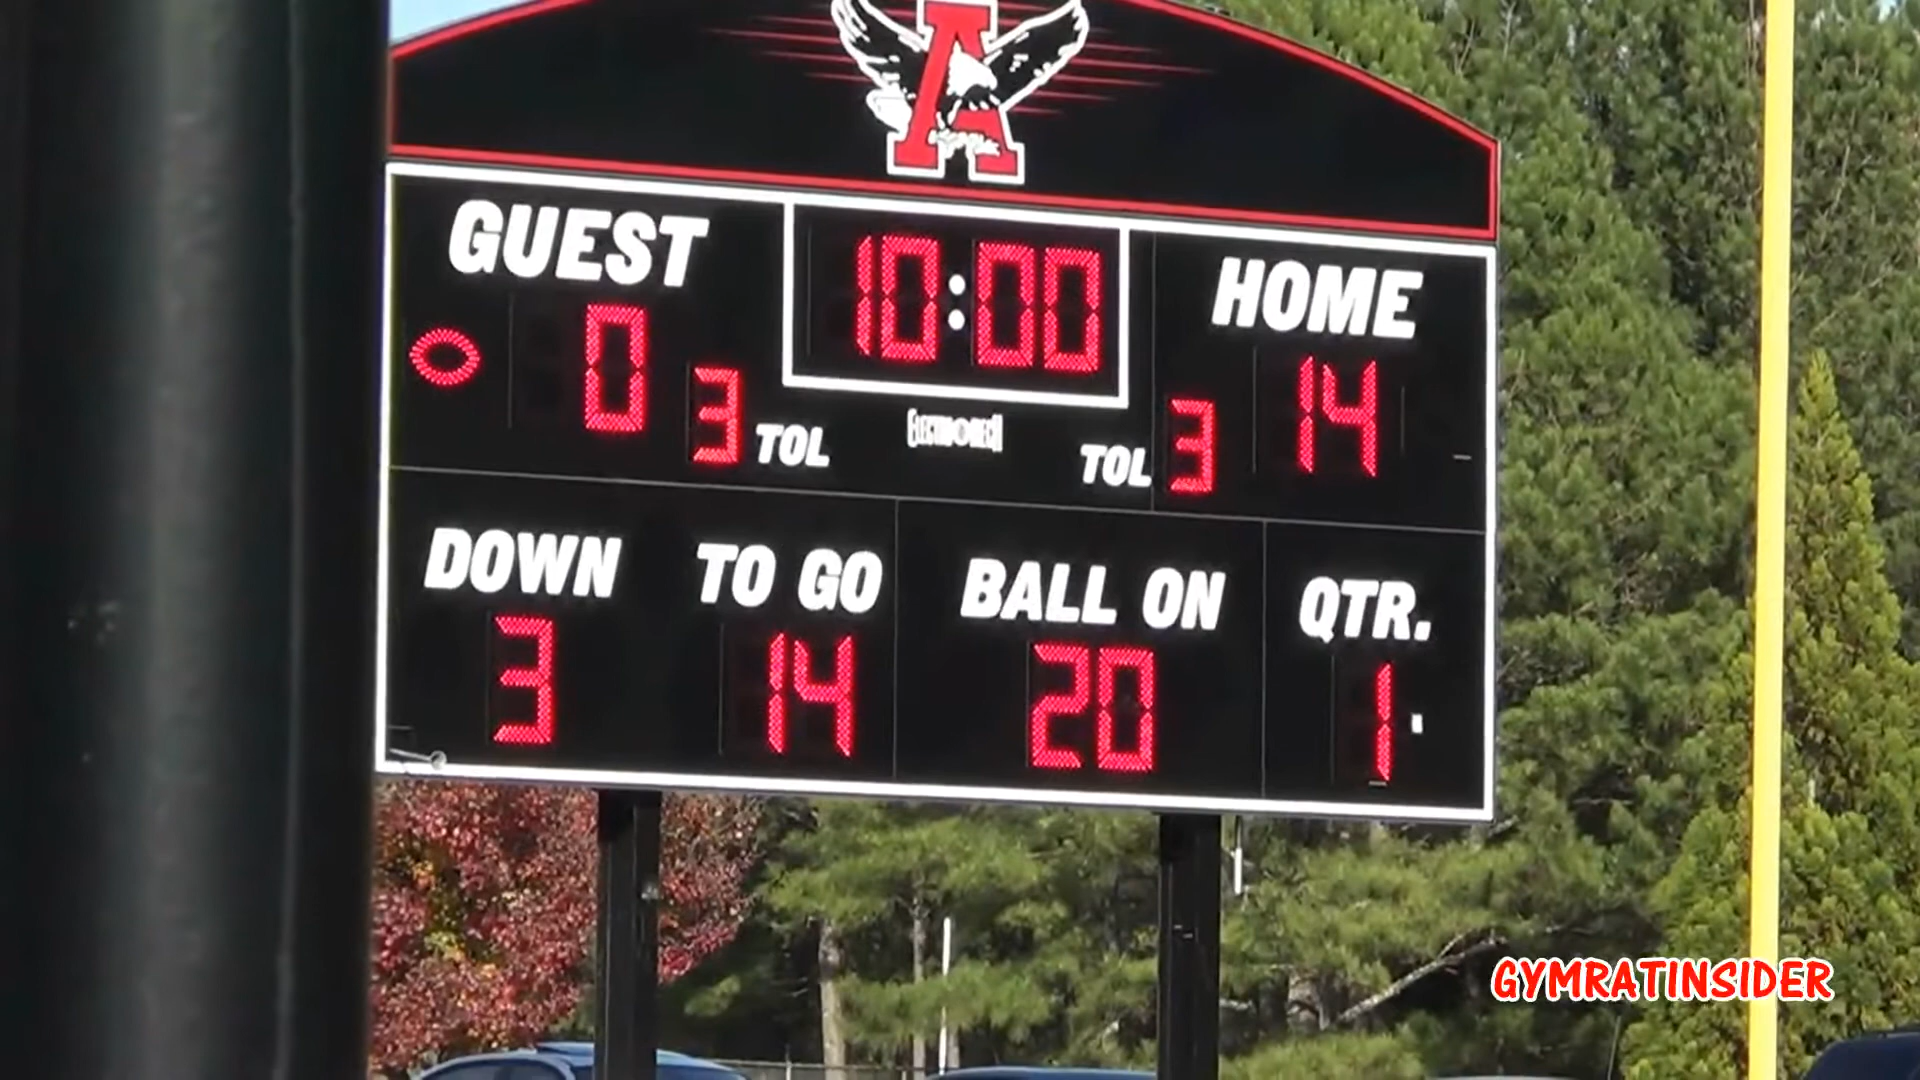 A
GUEST 10:00 HOME
0 3 TOL TOL 3 14
DOWN TO GO BALL ON QTR.
3 14 20 1
GYMRATINSIDER